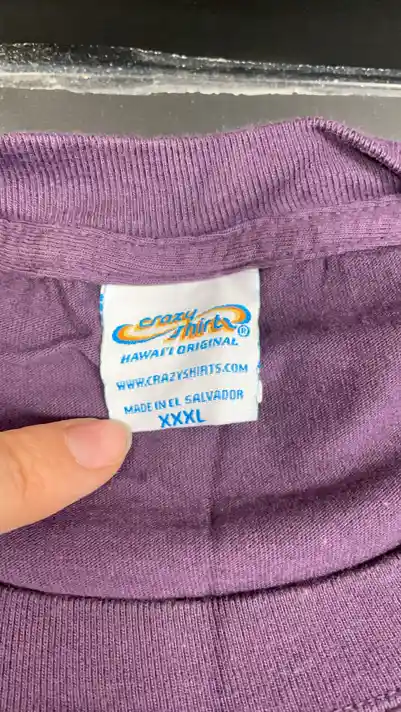 crazy
shirts®
HAWAI'I ORIGINAL
WWW.CRAZYSHIRTS.COM
MADE IN EL SALVADOR
XXXL